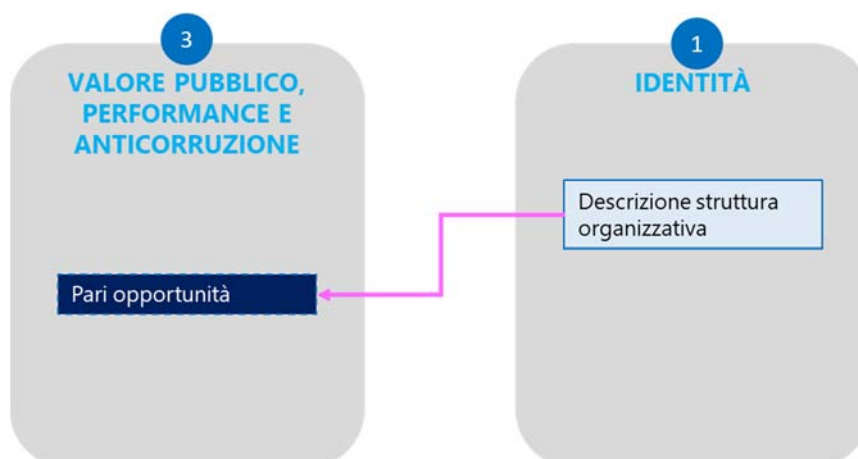 3
VALORE PUBBLICO,
PERFORMANCE E
ANTICORRUZIONE
Pari opportunità
1
IDENTITÀ
Descrizione struttura
organizzativa